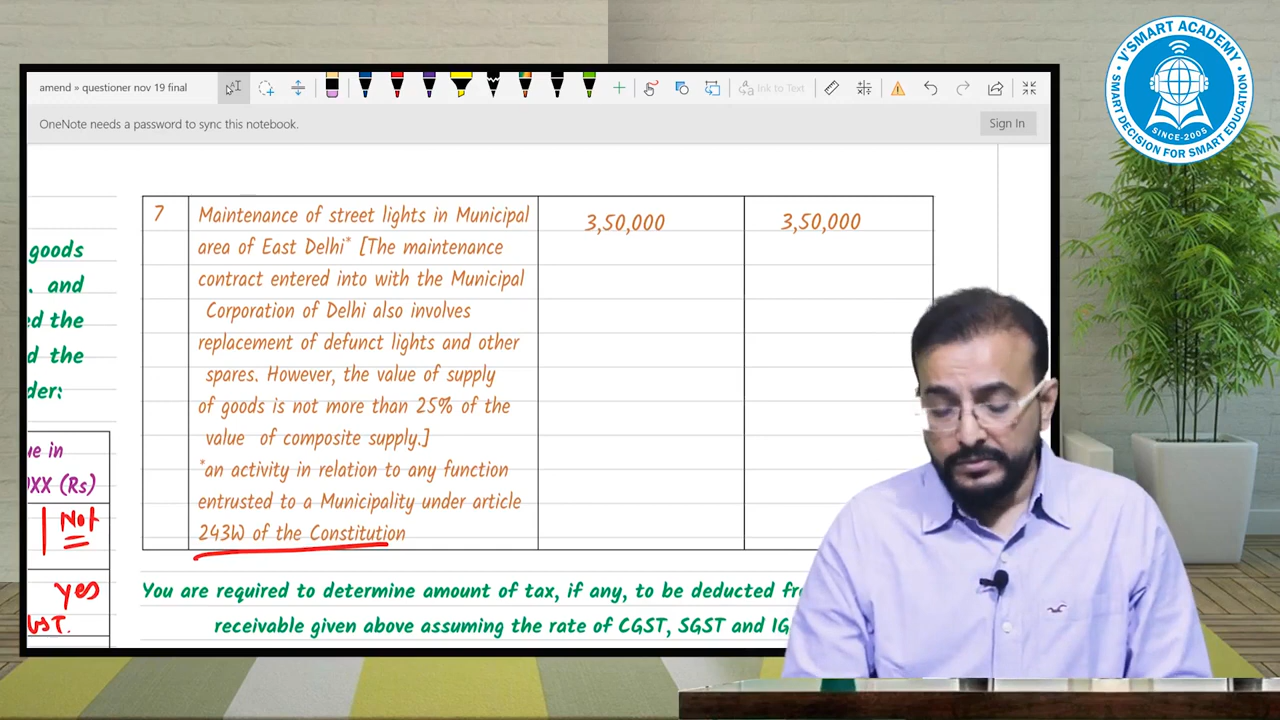 V'SMART ACADEMY
SINCE-2005
SMART DECISION FOR SMART EDUCATION
amend » questioner nov 19 final
Ink to Text
OneNote needs a password to sync this notebook.
Sign In
goods
. and
ed the
d the
der:
ue in
XX (Rs)
Not
yes
GST.
7
Maintenance of street lights in Municipal
area of East Delhi* [The maintenance
contract entered into with the Municipal
Corporation of Delhi also involves
replacement of defunct lights and other
spares. However, the value of supply
of goods is not more than 25% of the
value of composite supply.]
*an activity in relation to any function
entrusted to a Municipality under article
243W of the Constitution
3,50,000
3,50,000
You are required to determine amount of tax, if any, to be deducted fr
receivable given above assuming the rate of CGST, SGST and IG